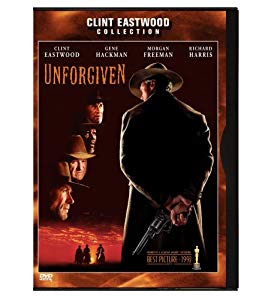 CLINT EASTWOOD
COLLECTION
CLINT EASTWOOD
GENE HACKMAN
MORGAN FREEMAN
RICHARD HARRIS
UNFORGIVEN
BEST PICTURE - 1992
DVD